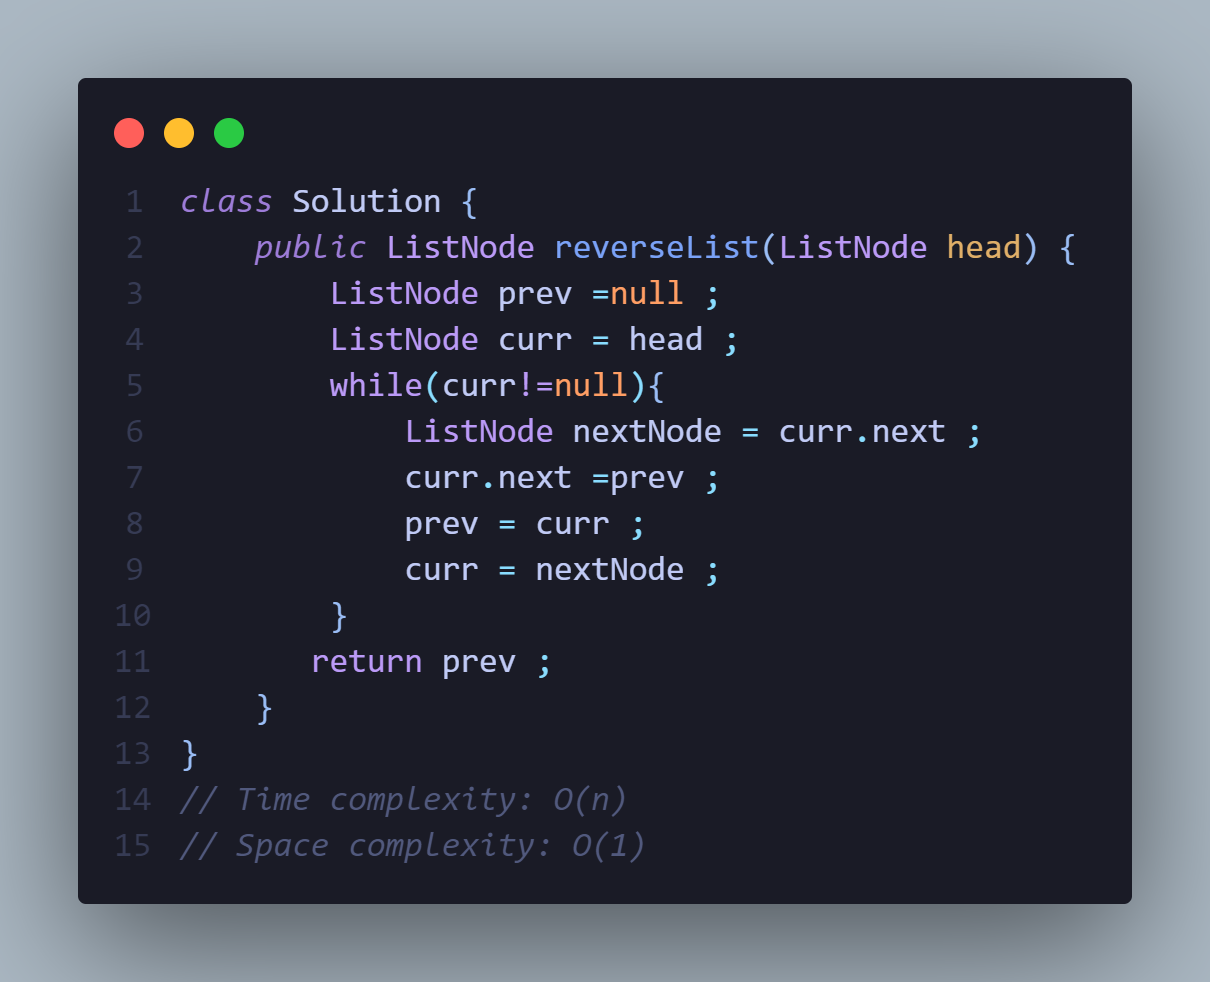 1 class Solution {
2     public ListNode reverseList(ListNode head) {
3         ListNode prev =null ;
4         ListNode curr = head ;
5         while(curr!=null){
6             ListNode nextNode = curr.next ;
7             curr.next =prev ;
8             prev = curr ;
9             curr = nextNode ;
10         }
11        return prev ;
12     }
13 }
14 // Time complexity: O(n)
15 // Space complexity: O(1)